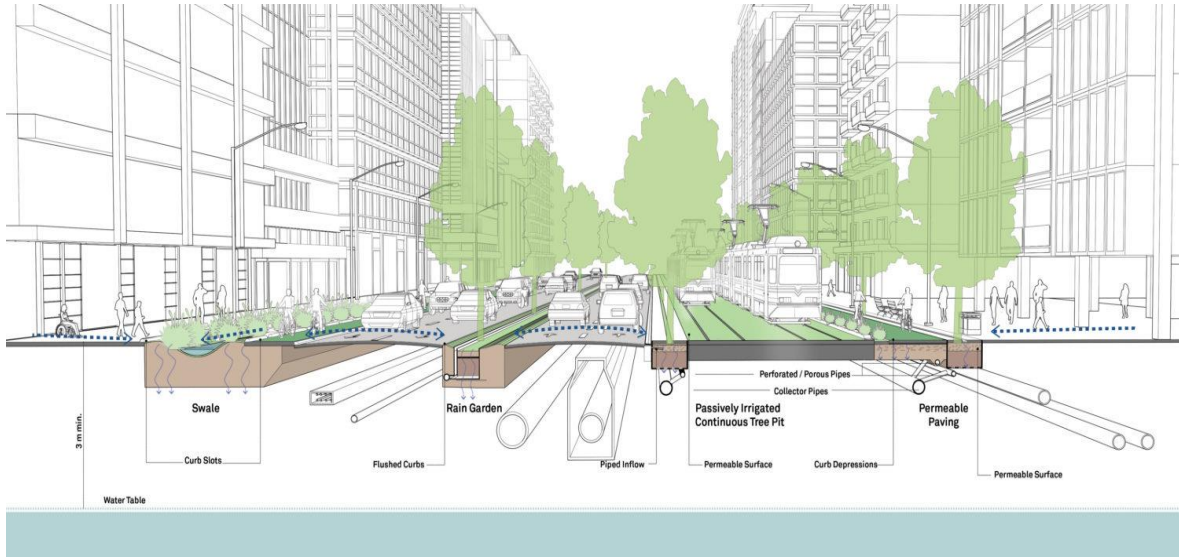 Perforated / Porous Pipes
Collector Pipes
Swale
Rain Garden
Passively Irrigated
Continuous Tree Pit
Permeable
Paving
3 m min.
Curb Slots
Flushed Curbs
Piped Inflow
Permeable Surface
Curb Depressions
Permeable Surface
Water Table